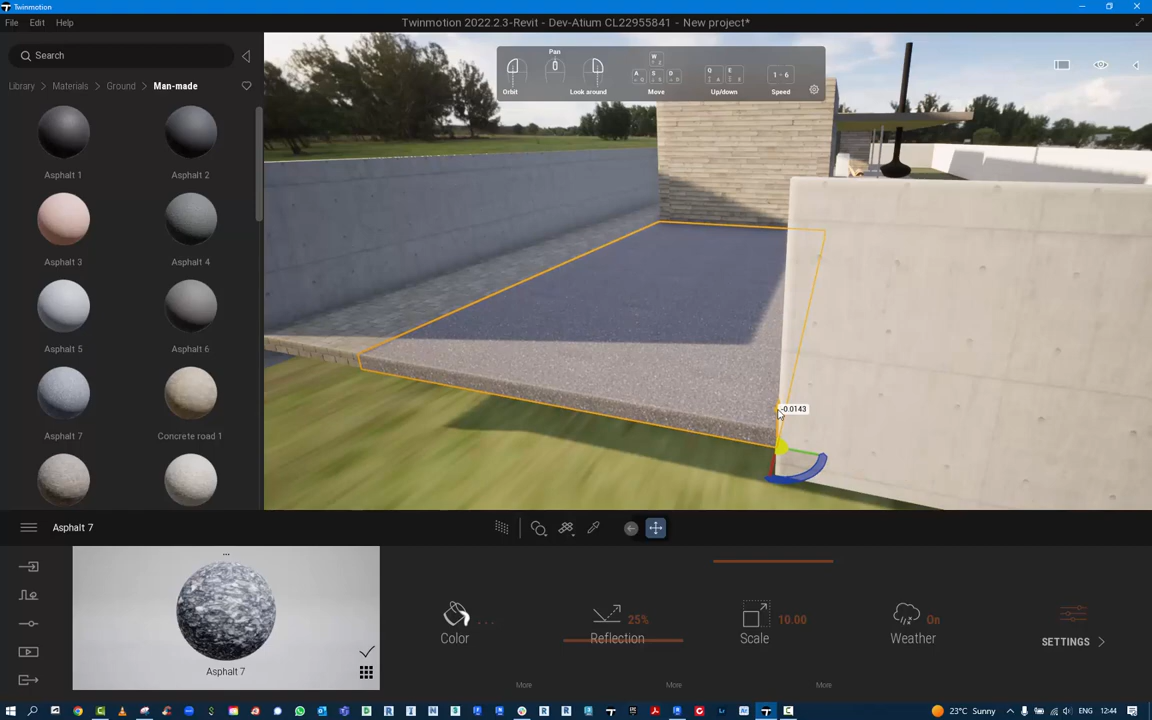 Twinmotion
File Edit Help
Twinmotion 2022.2.3-Revit - Dev-Atium CL22955841 - New project*
Search
Library > Materials > Ground > Man-made
Asphalt 1
Asphalt 2
Asphalt 3
Asphalt 4
Asphalt 5
Asphalt 6
Asphalt 7
Concrete road 1
Pan
W
A S D
Q E
1 - 6
Orbit
Look around
Move
Up/down
Speed
-0.0143
Asphalt 7
...
Asphalt 7
Color ...
25%
Reflection
10.00
Scale
On
Weather
SETTINGS
More
More
More
23°C Sunny
ENG
12:44